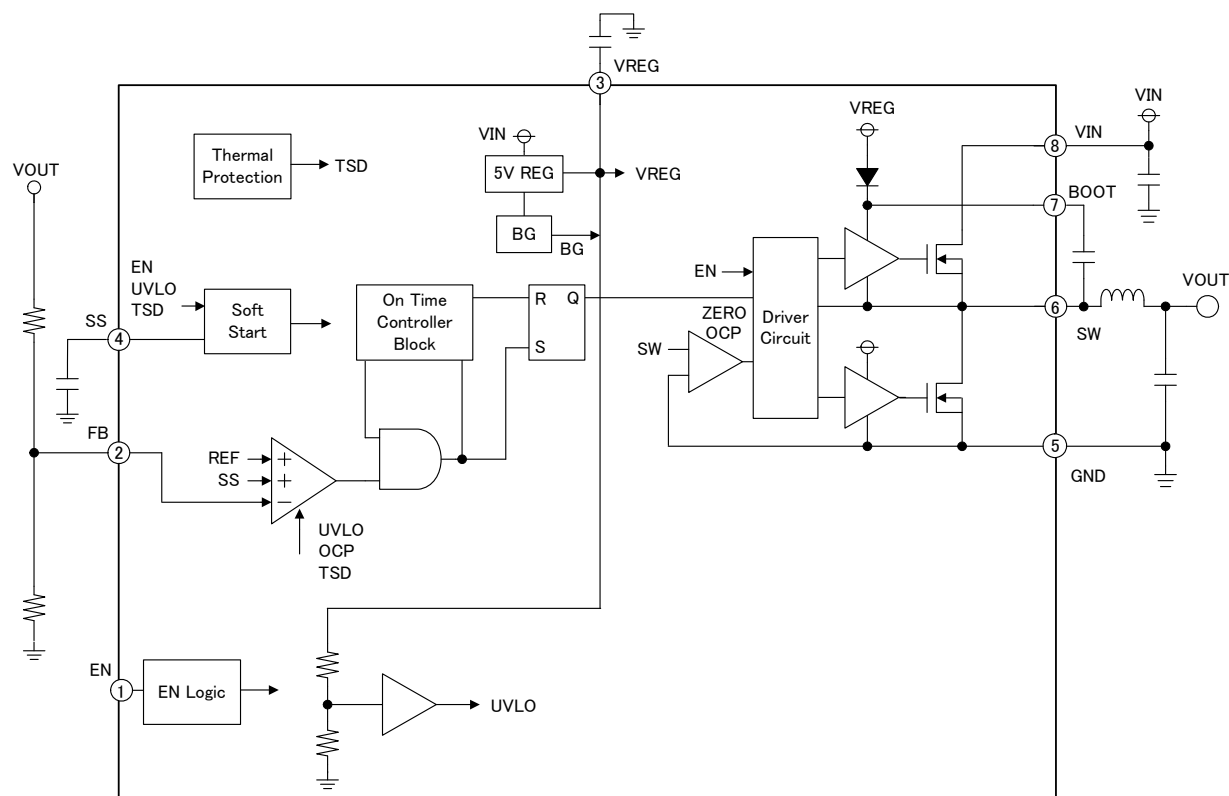 VREG
3
VREG
VIN
VIN
8
VIN
Thermal
Protection
TSD
5V REG
VREG
VOUT
7
BOOT
BG
BG
EN
UVLO
TSD
SS
4
Soft
Start
On Time
Controller
Block
R
Q
S
EN
ZERO
OCP
SW
Driver
Circuit
6
SW
VOUT
FB
2
REF
SS
+
+
−
UVLO
OCP
TSD
5
GND
EN
1
EN Logic
UVLO